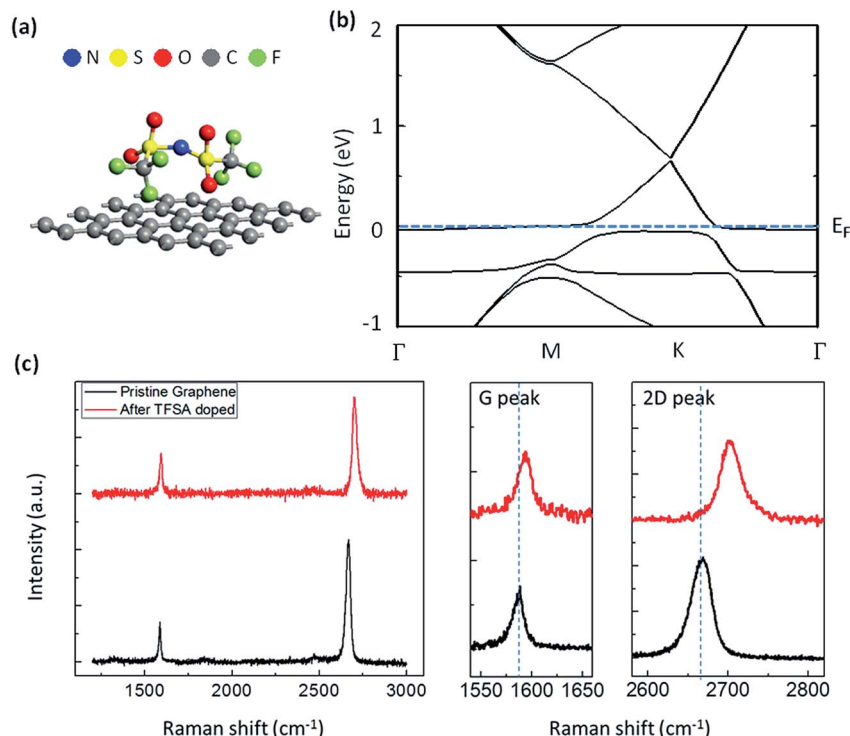 (a)
N S O C F
(b)
Energy (eV)
2
1
0
-1
E_F
Γ M K Γ
(c)
Pristine Graphene
After TFSA doped
Intensity (a.u.)
1500 2000 2500 3000
Raman shift (cm⁻¹)
G peak
2D peak
1550 1600 1650
2600 2700 2800
Raman shift (cm⁻¹)